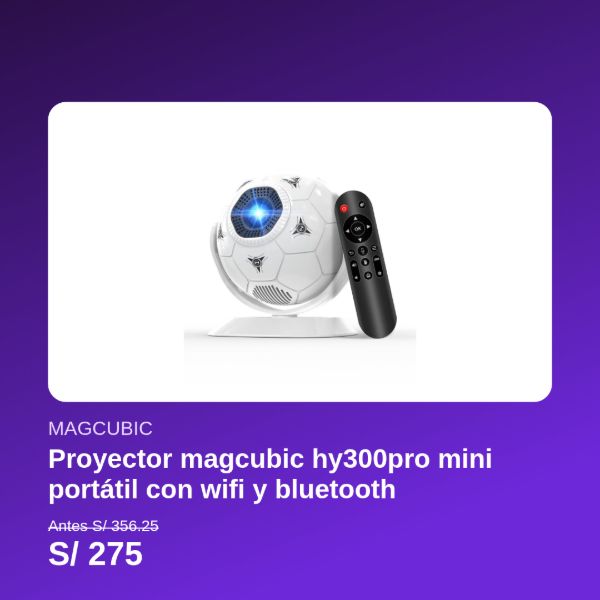 MAGCUBIC
Proyector magcubic hy300pro mini
portátil con wifi y bluetooth
Antes S/ 356.25
S/ 275